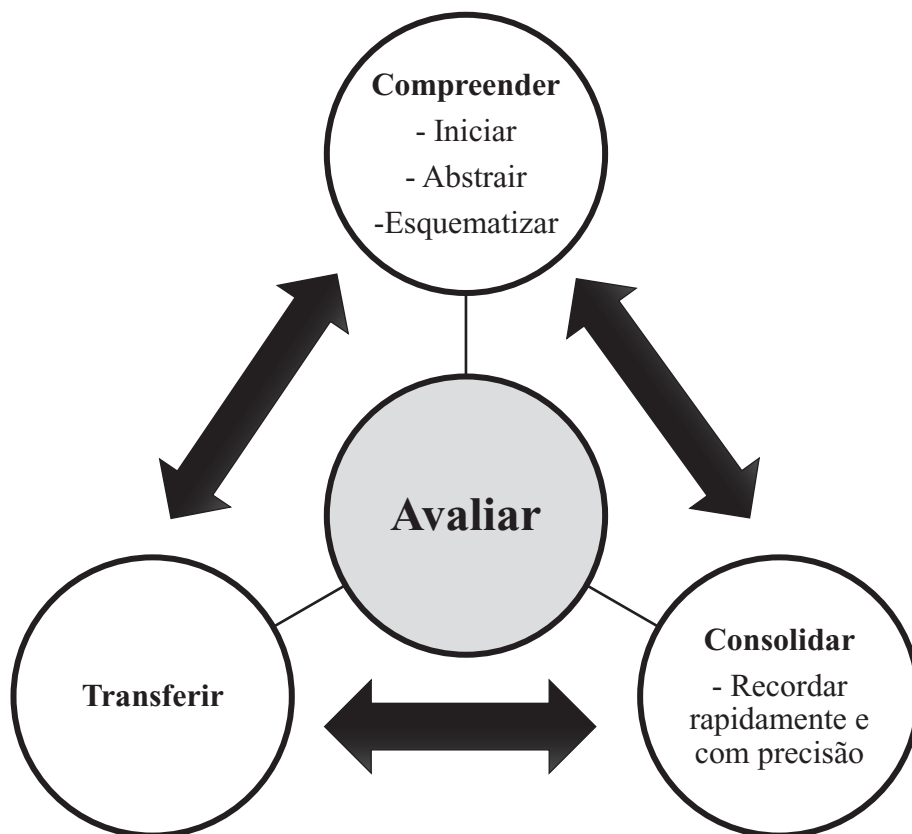 Compreender
- Iniciar
- Abstrair
-Esquematizar
Avaliar
Transferir
Consolidar
- Recordar
rapidamente e
com precisão